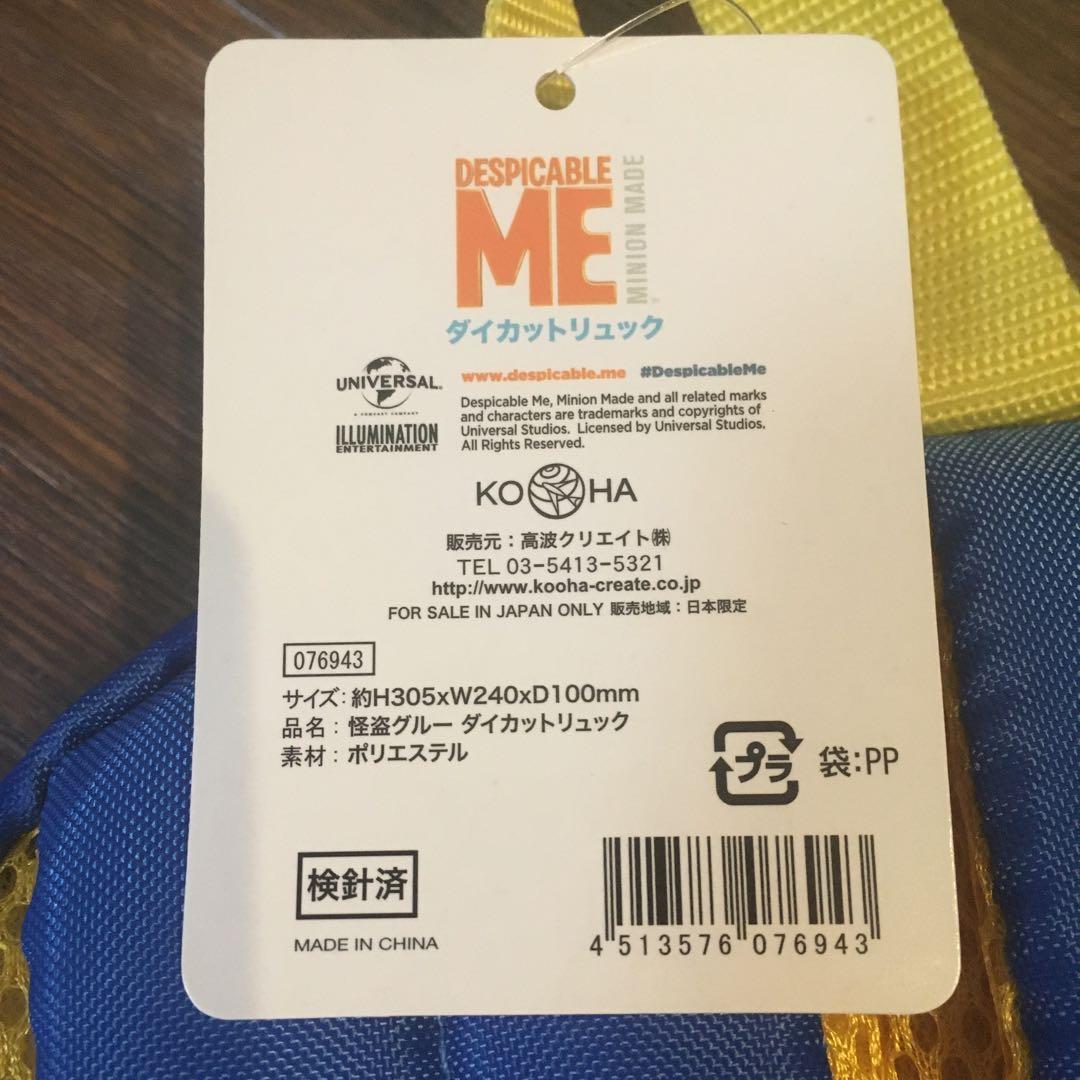 DESPICABLE
ME
MINION MADE
ダイカットリュック
UNIVERSAL
A COMCAST COMPANY
ILLUMINATION
ENTERTAINMENT
www.despicable.me #DespicableMe
Despicable Me, Minion Made and all related marks
and characters are trademarks and copyrights of
Universal Studios. Licensed by Universal Studios.
All Rights Reserved.
KOOHA
販売元：高波クリエイト㈱
TEL 03-5413-5321
http://www.kooha-create.co.jp
FOR SALE IN JAPAN ONLY 販売地域：日本限定
076943
サイズ：約H305xW240xD100mm
品名：怪盗グルー ダイカットリュック
素材：ポリエステル
プラ 袋:PP
検針済
MADE IN CHINA
4 513576 076943